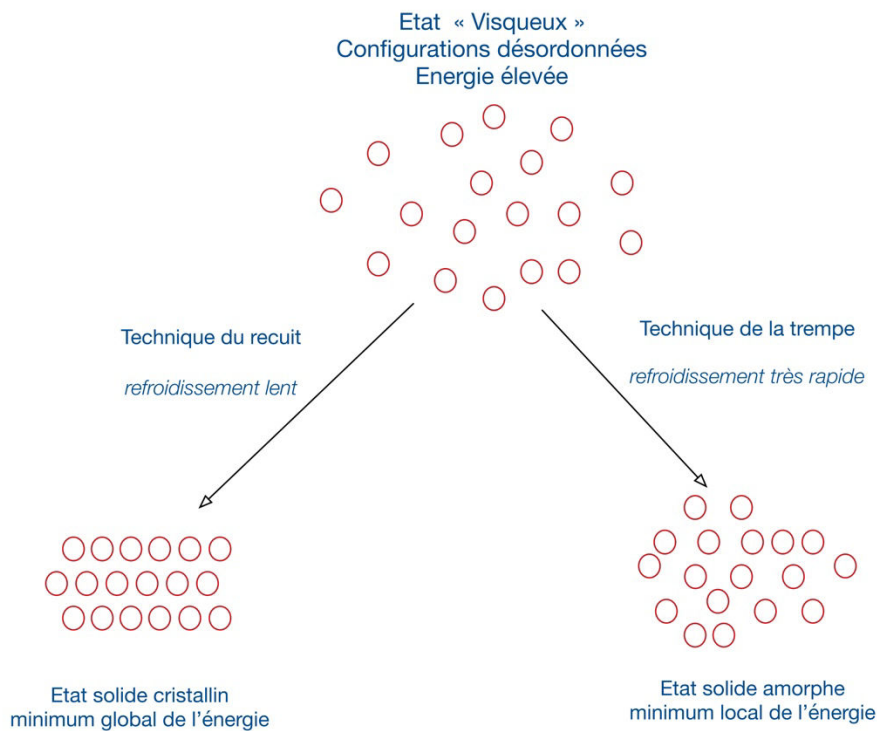 Etat « Visqueux »
Configurations désordonnées
Energie élevée
Technique du recuit
refroidissement lent
Technique de la trempe
refroidissement très rapide
Etat solide cristallin
minimum global de l’énergie
Etat solide amorphe
minimum local de l’énergie